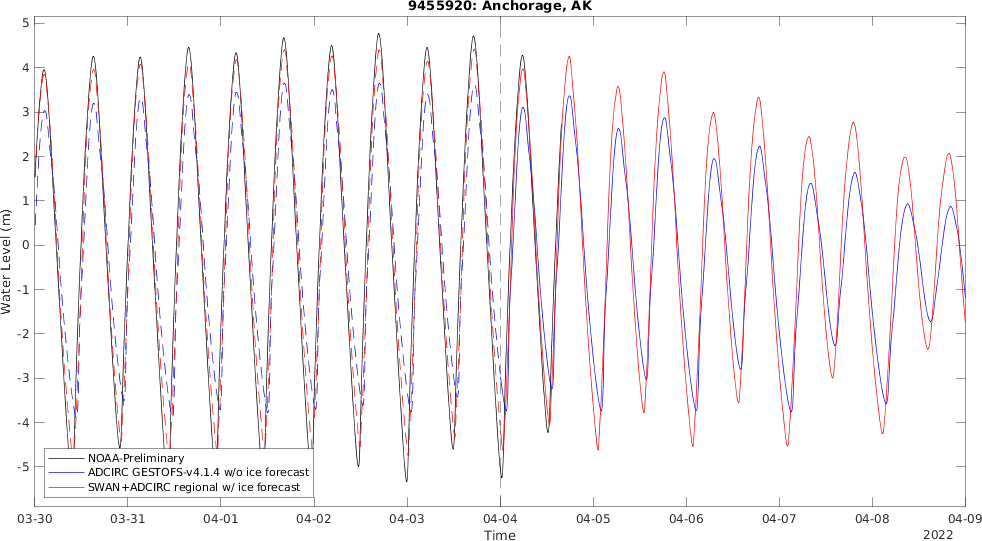 9455920: Anchorage, AK
5
4
3
2
1
0
-1
-2
-3
-4
-5
Water Level (m)
NOAA-Preliminary
ADCIRC GESTOFS-v4.1.4 w/o ice forecast
SWAN+ADCIRC regional w/ ice forecast
03-30 03-31 04-01 04-02 04-03 04-04 04-05 04-06 04-07 04-08 04-09
Time
2022